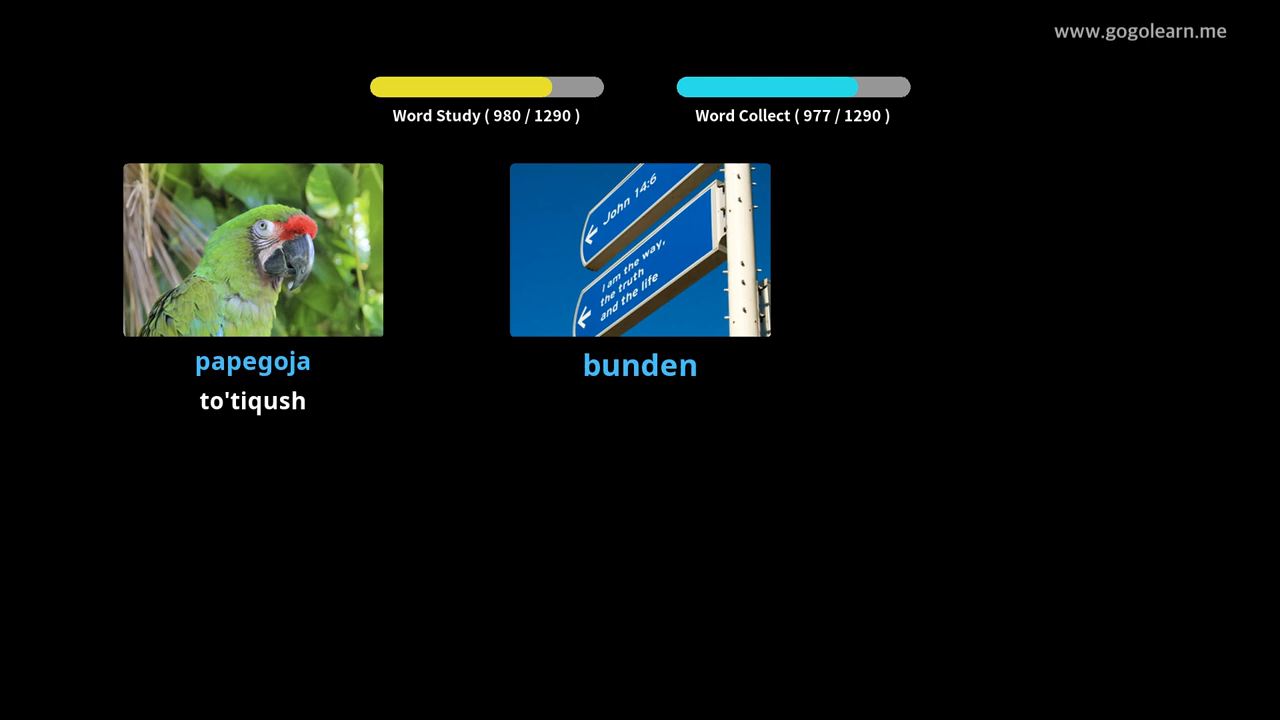 www.gogolearn.me
Word Study ( 980 / 1290 )
Word Collect ( 977 / 1290 )
John 14:6
I am the way,
the truth
and the life
papegoja
bunden
to'tiqush